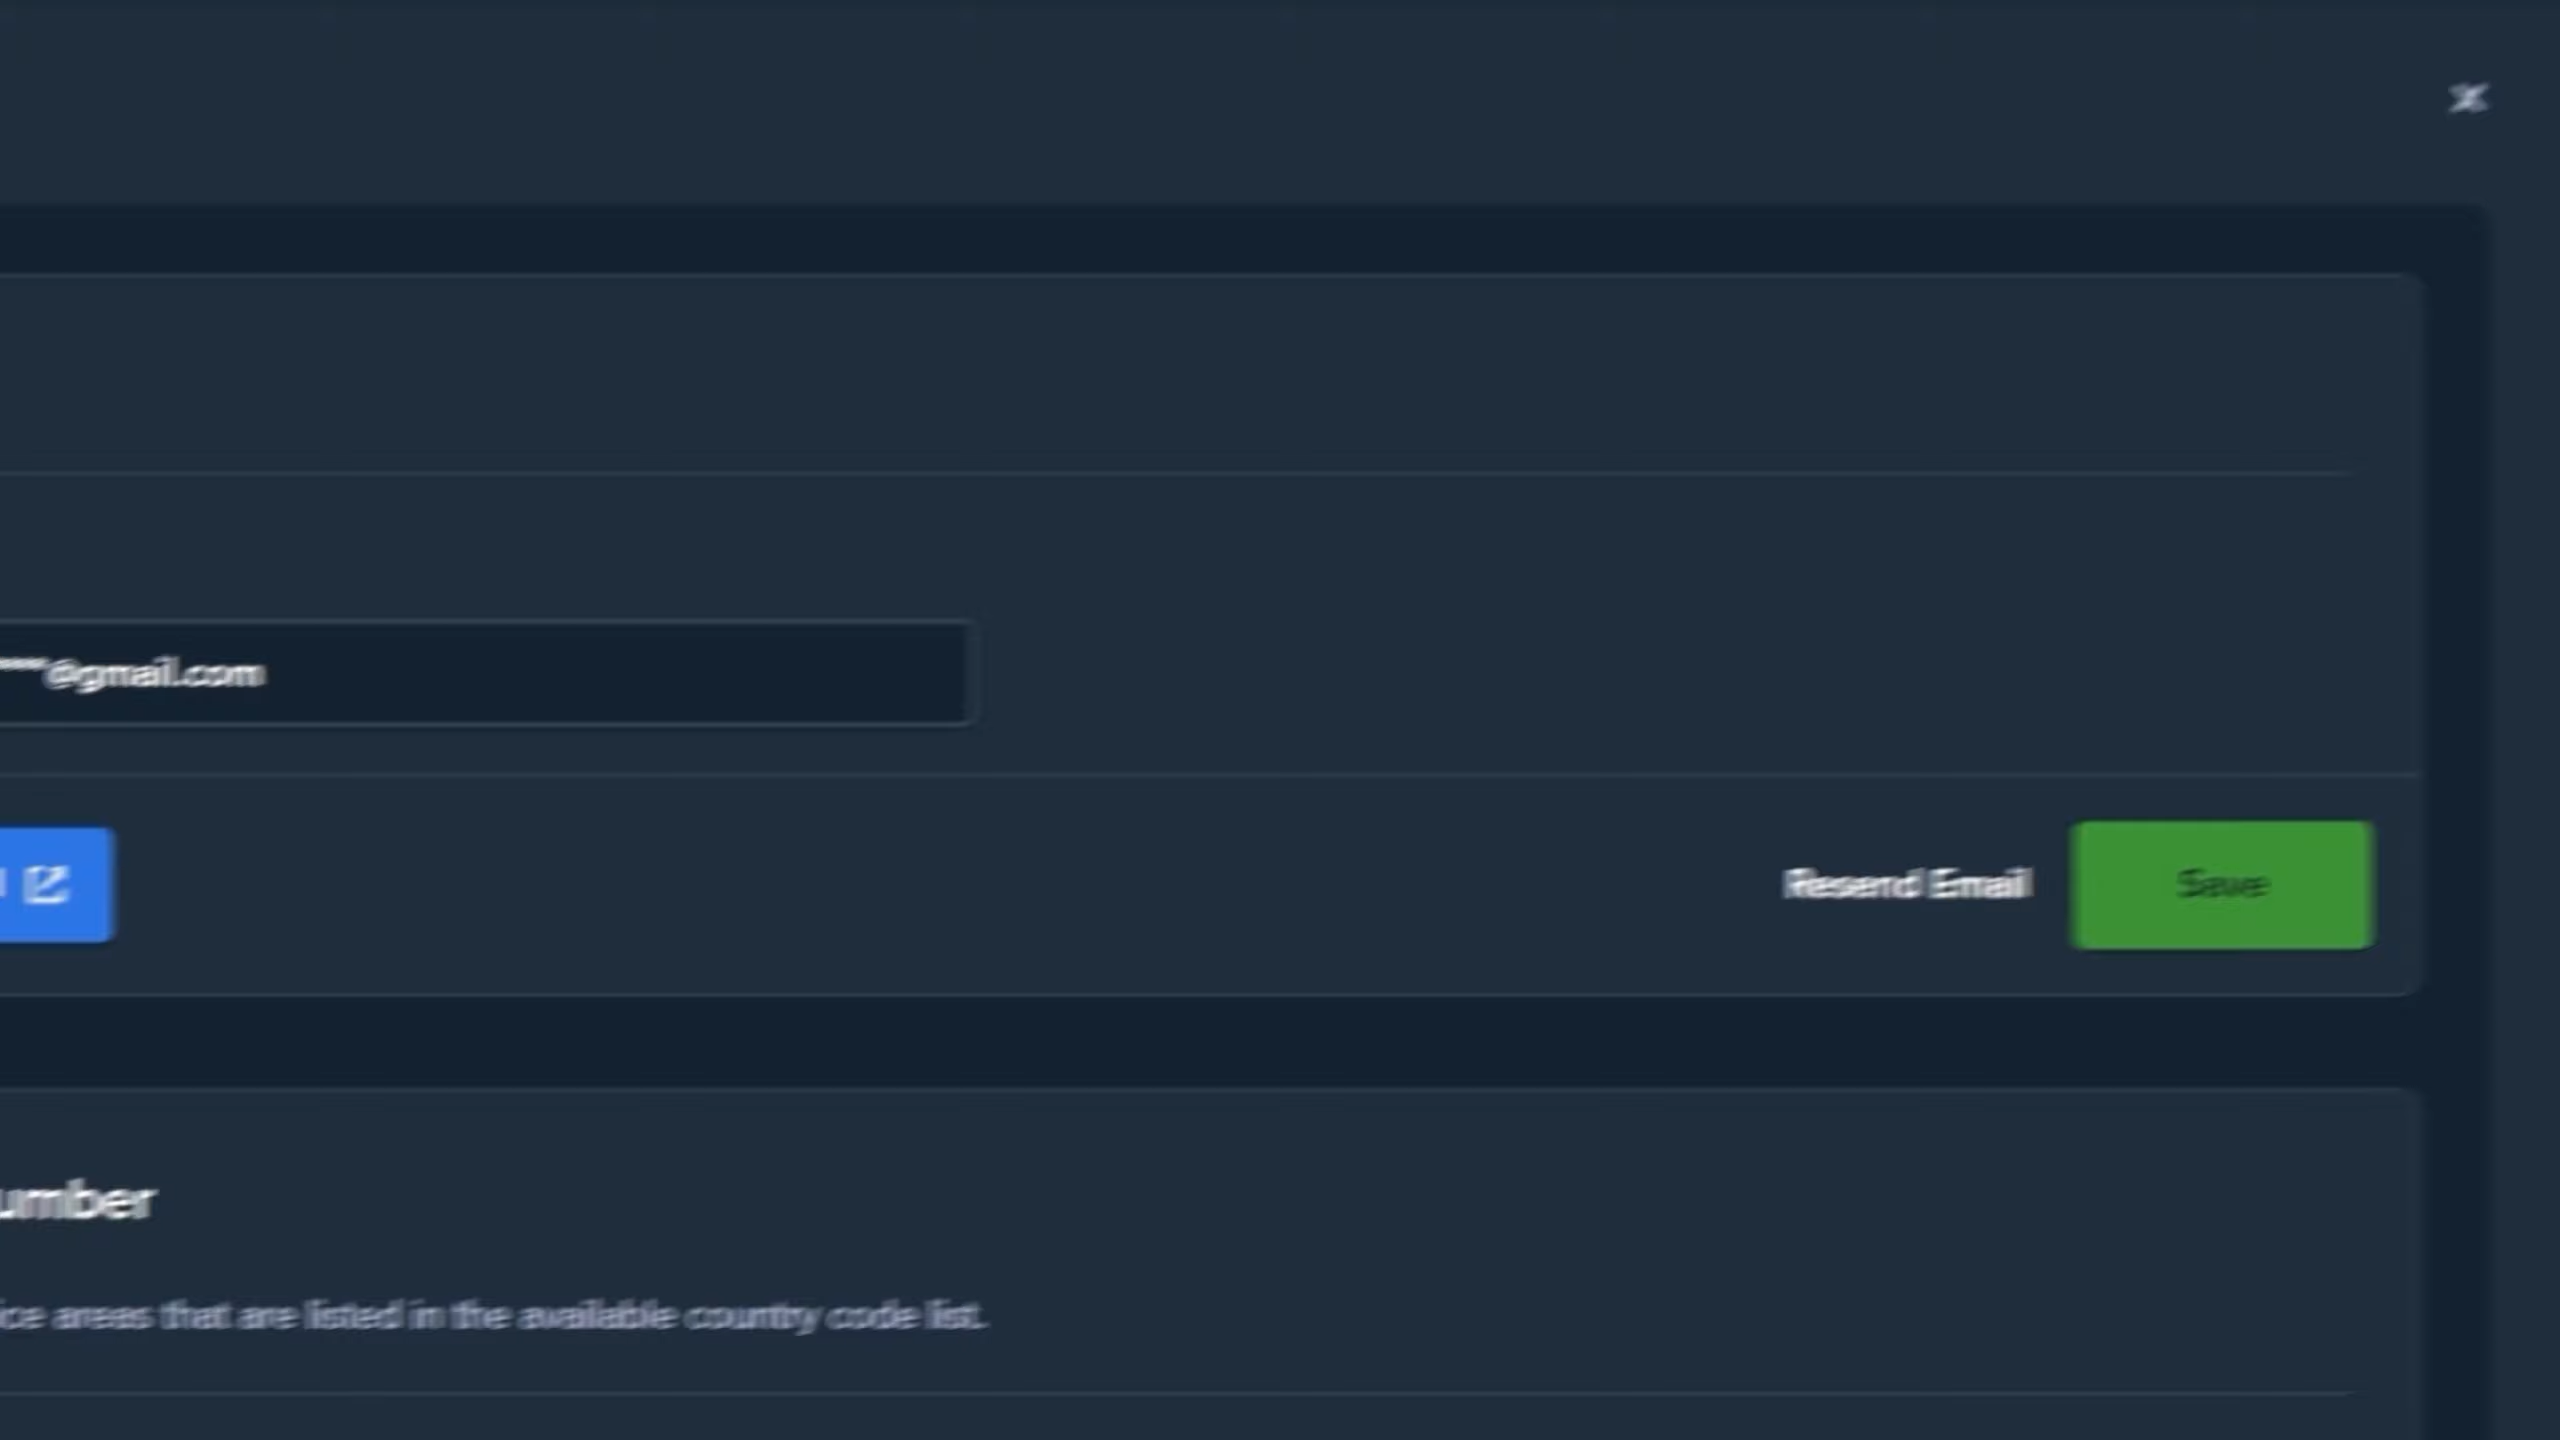 ****@gmail.com
Resend Email
Save
umber
ice areas that are listed in the available country code list.